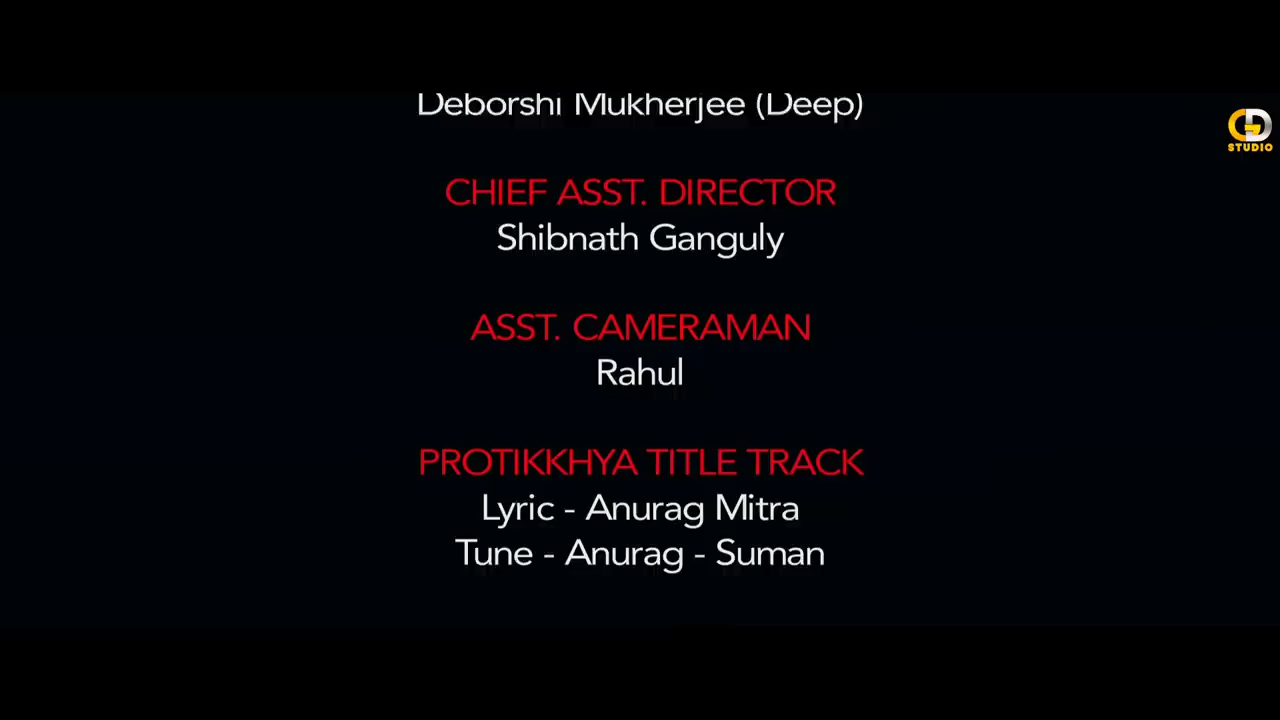 Deborshi Mukherjee (Deep)
GD
STUDIO
CHIEF ASST. DIRECTOR
Shibnath Ganguly
ASST. CAMERAMAN
Rahul
PROTIKKHYA TITLE TRACK
Lyric - Anurag Mitra
Tune - Anurag - Suman